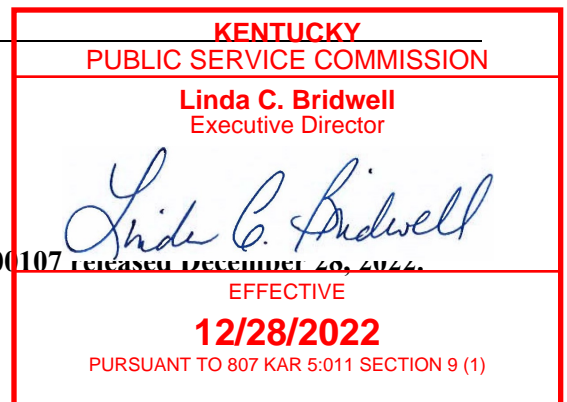 KENTUCKY
PUBLIC SERVICE COMMISSION
Linda C. Bridwell
Executive Director
Linda C. Bridwell
00107 released December 28, 2022.
EFFECTIVE
12/28/2022
PURSUANT TO 807 KAR 5:011 SECTION 9 (1)